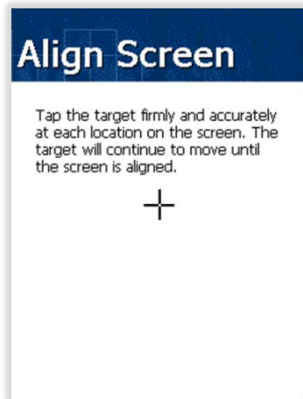 Align Screen
Tap the target firmly and accurately
at each location on the screen. The
target will continue to move until
the screen is aligned.